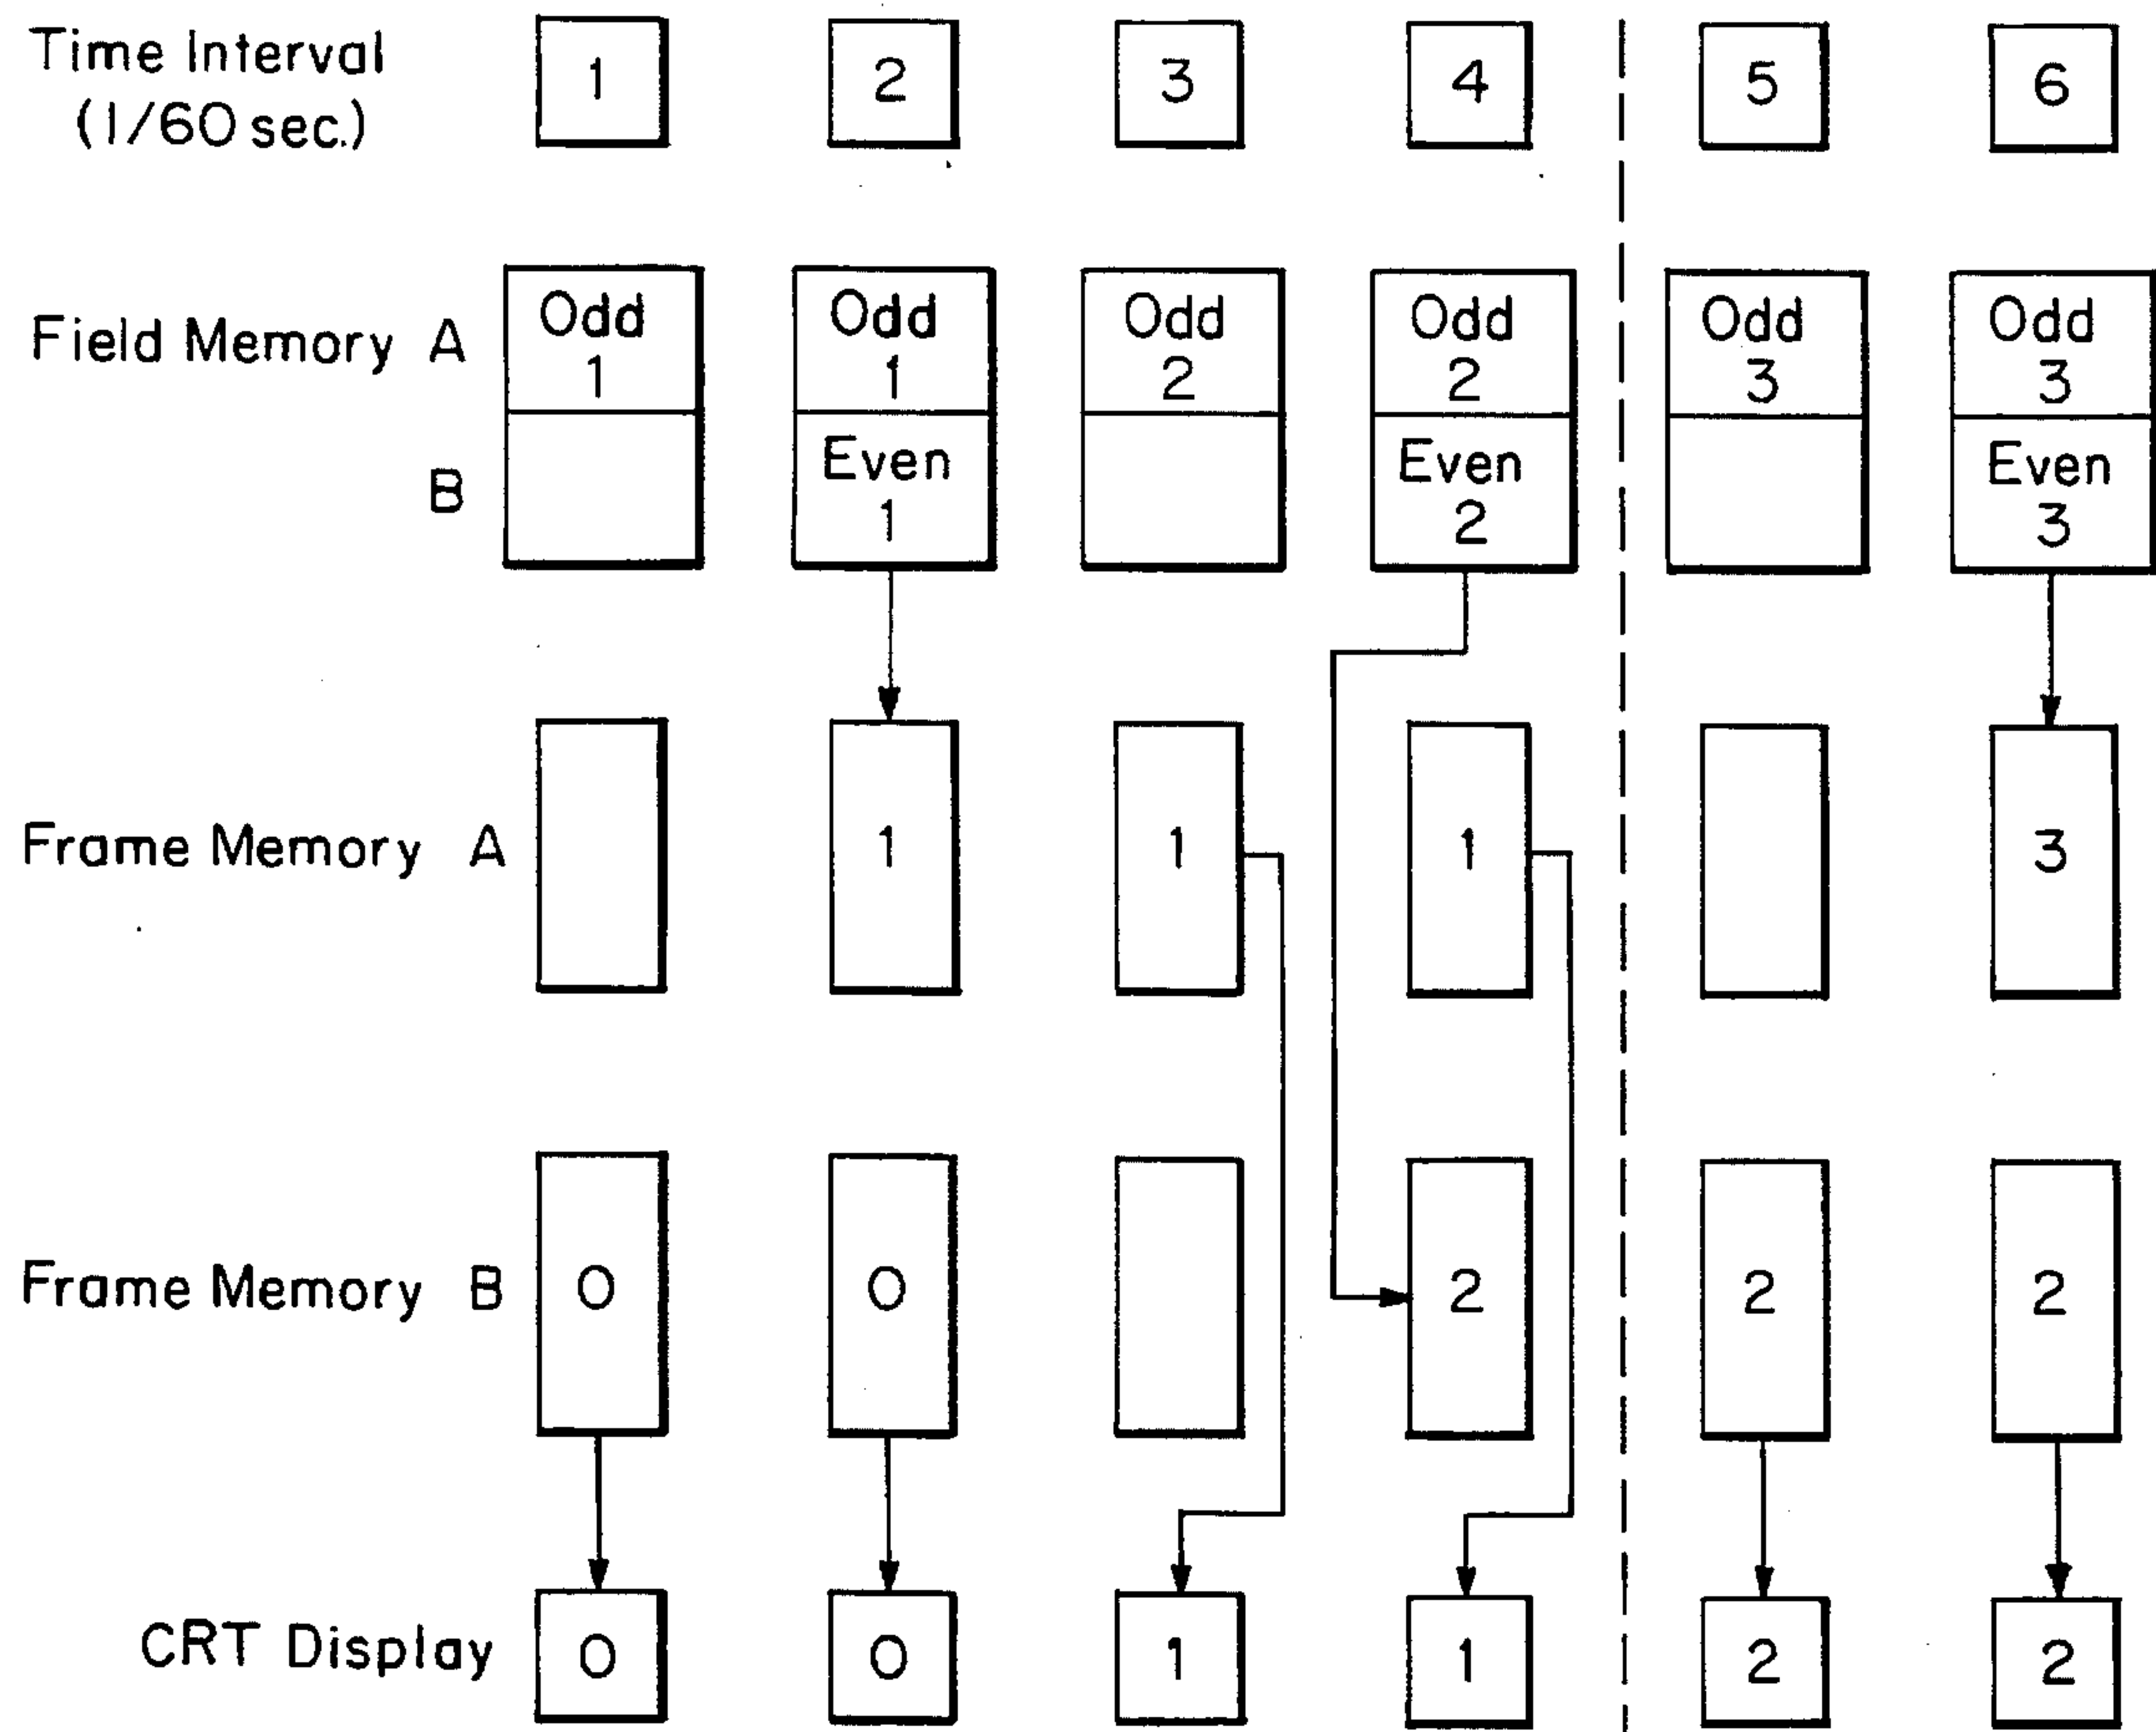 Time Interval
(1/60 sec.)
1 2 3 4 5 6
Field Memory A
Odd Odd Odd Odd Odd Odd
1 1 2 2 3 3
B
Even Even Even
1 2 3
Frame Memory A
1 1 1 3
Frame Memory B
0 0 2 2 2
CRT Display
0 0 1 1 2 2